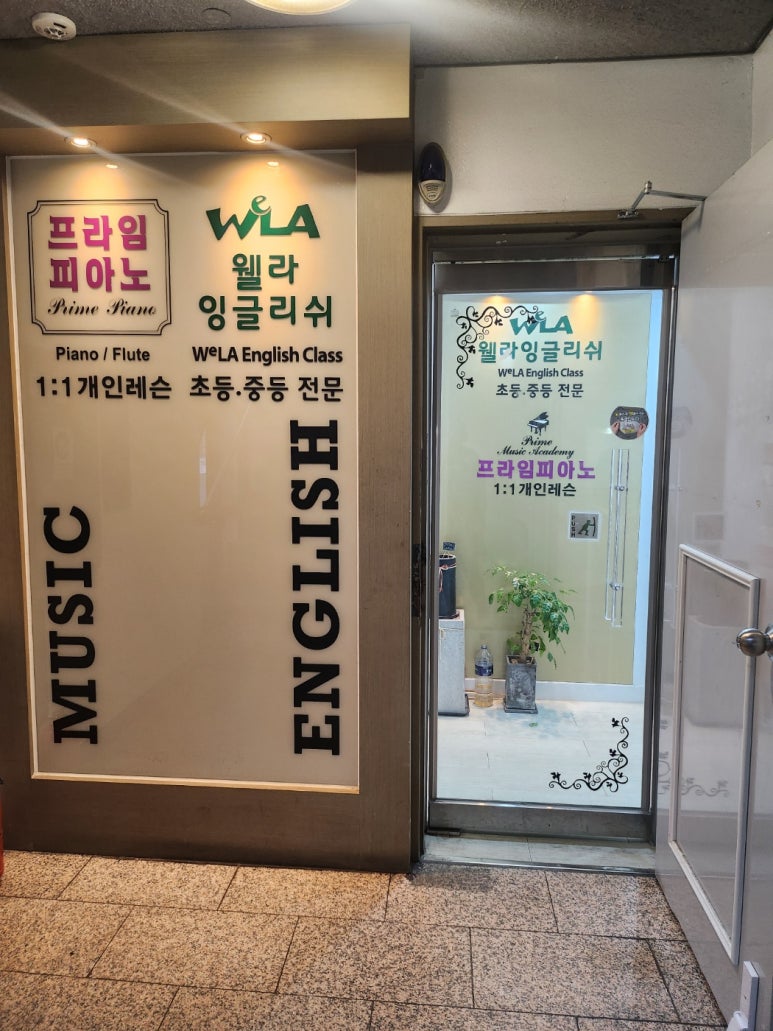 프라임
피아노
Prime Piano
Piano / Flute
1:1개인레슨
WeLA
웰라
잉글리쉬
WeLA English Class
초등.중등 전문
MUSIC
ENGLISH
WeLA
웰라잉글리쉬
WeLA English Class
초등.중등 전문
Prime
Music Academy
프라임피아노
1:1개인레슨
PUSH